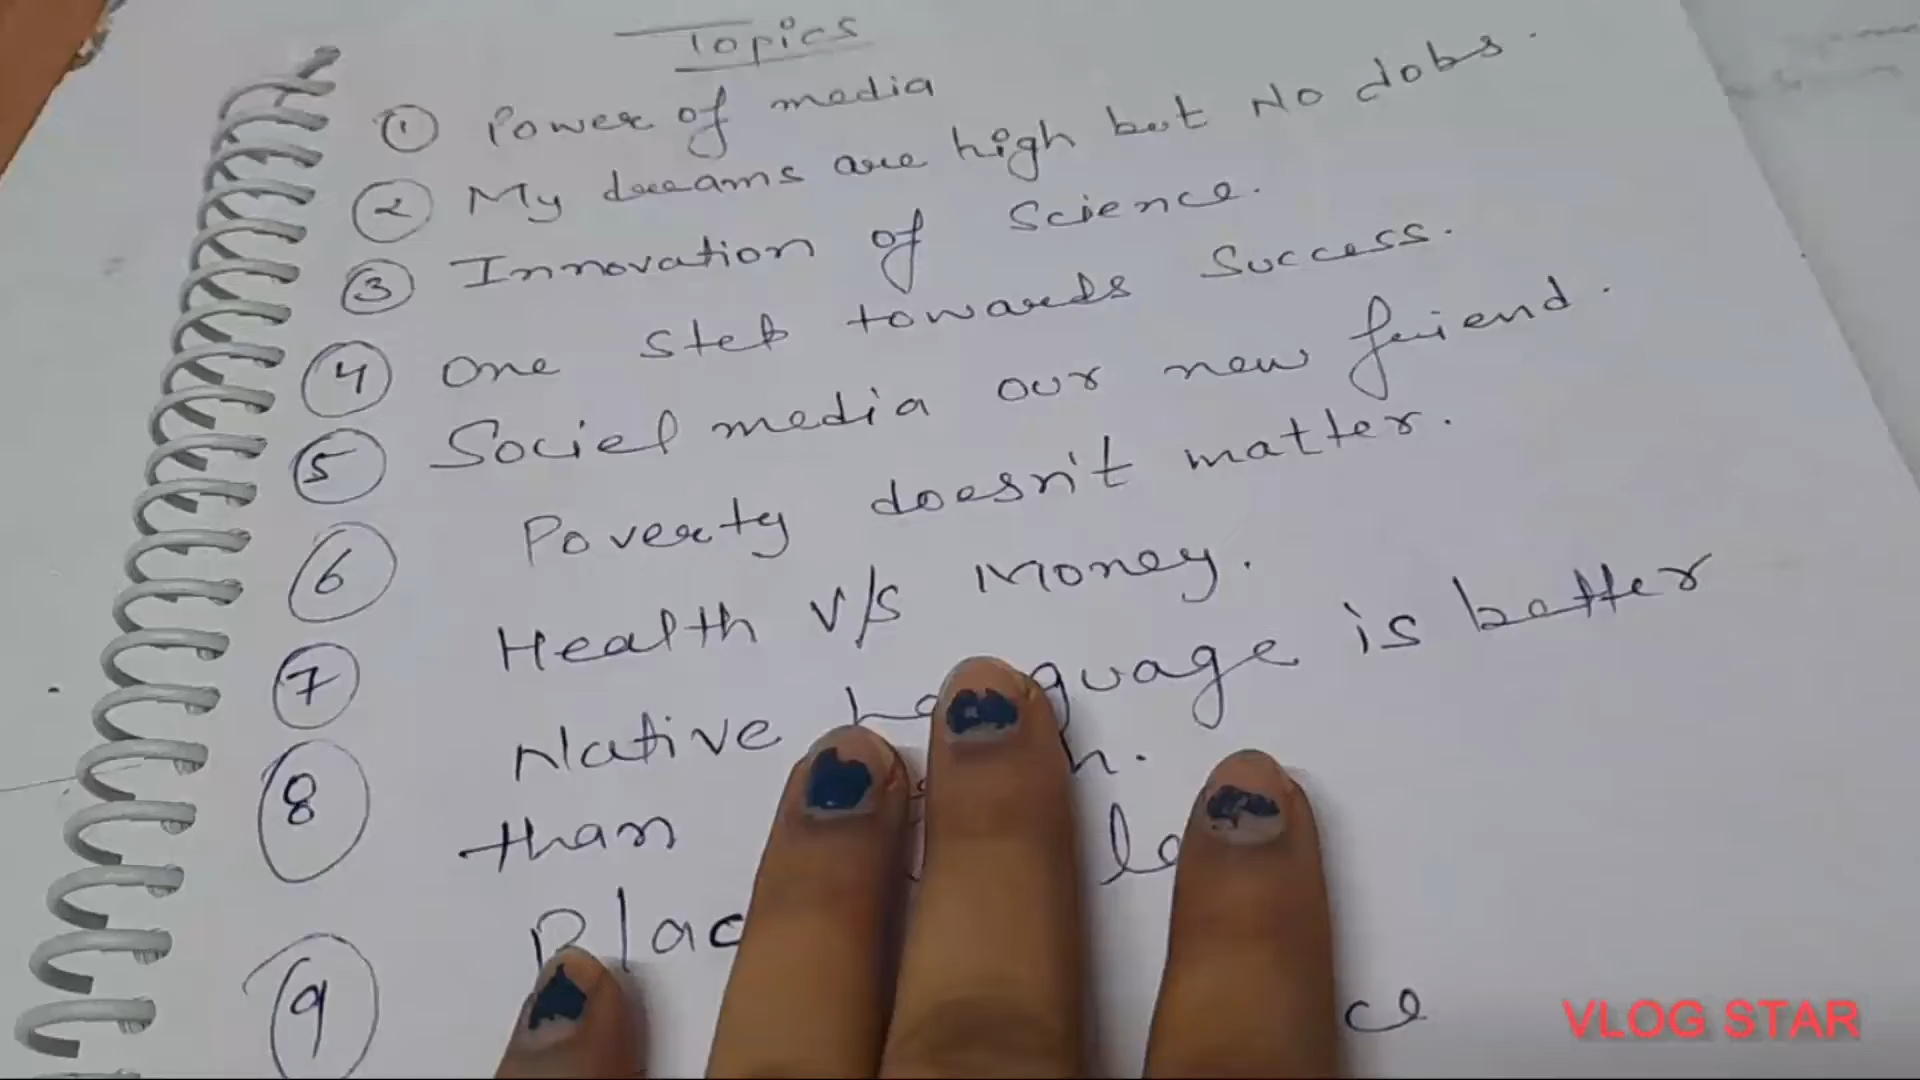 Topics
① Power of media
② My dreams are high but No Jobs.
③ Innovation of Science.
④ One Step towards Success.
⑤ Sociel media our new friend.
⑥ Poverty doesn't matter.
⑦ Health v/s Money.
⑧ Native is better
than
⑨
VLOG STAR